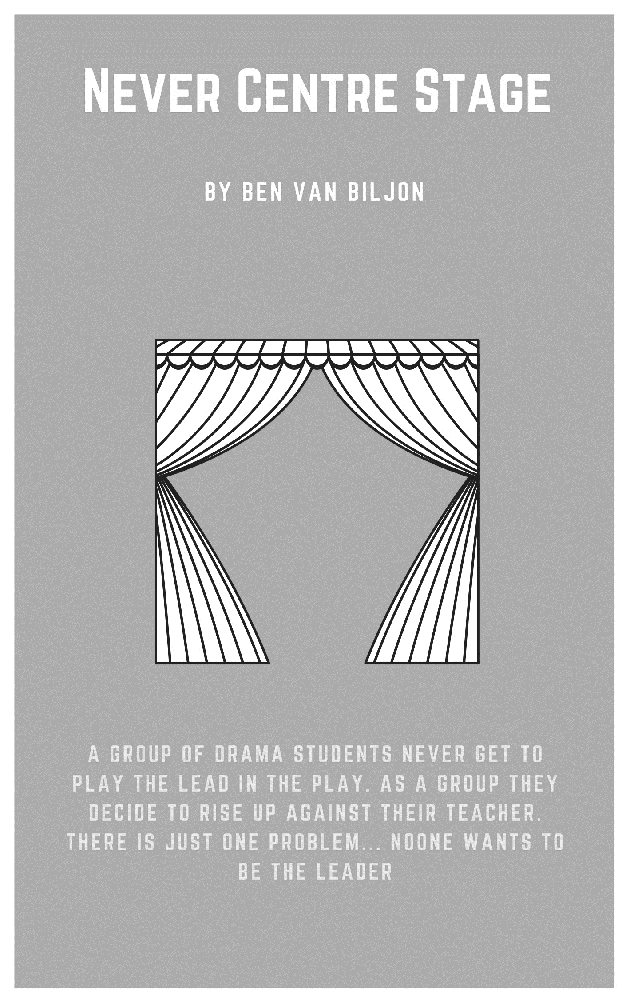 Never Centre Stage
BY BEN VAN BILJON
A GROUP OF DRAMA STUDENTS NEVER GET TO
PLAY THE LEAD IN THE PLAY. AS A GROUP THEY
DECIDE TO RISE UP AGAINST THEIR TEACHER.
THERE IS JUST ONE PROBLEM... NOONE WANTS TO
BE THE LEADER